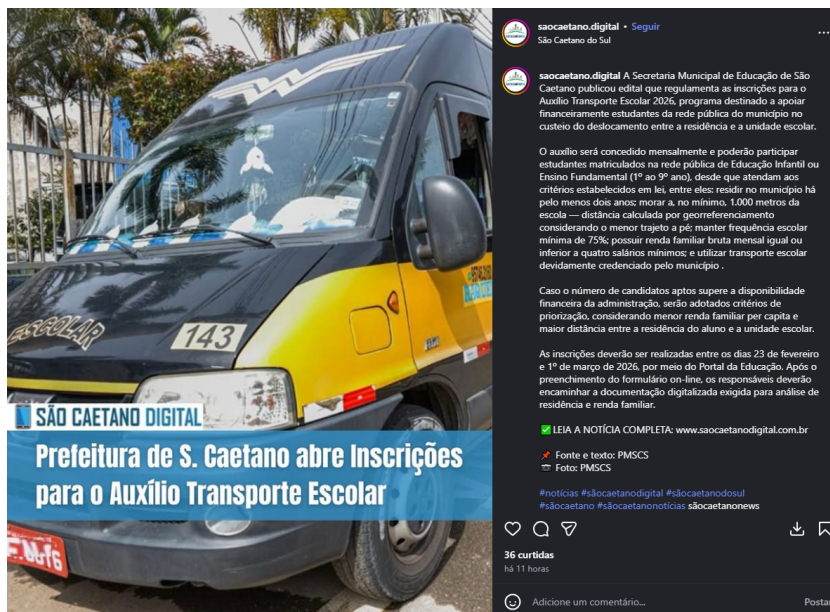 ESCOLAR
143
SÃO CAETANO DIGITAL
Prefeitura de S. Caetano abre Inscrições
para o Auxílio Transporte Escolar
saocaetano.digital • Seguir
São Caetano do Sul
saocaetano.digital A Secretaria Municipal de Educação de São
Caetano publicou edital que regulamenta as inscrições para o
Auxílio Transporte Escolar 2026, programa destinado a apoiar
financeiramente estudantes da rede pública do município no
custeio do deslocamento entre a residência e a unidade escolar.
O auxílio será concedido mensalmente e poderão participar
estudantes matriculados na rede pública de Educação Infantil ou
Ensino Fundamental (1º ao 9º ano), desde que atendam aos
critérios estabelecidos em lei, entre eles: residir no município há
pelo menos dois anos; morar a, no mínimo, 1.000 metros da
escola — distância calculada por georreferenciamento
considerando o menor trajeto a pé; manter frequência escolar
mínima de 75%; possuir renda familiar bruta mensal igual ou
inferior a quatro salários mínimos; e utilizar transporte escolar
devidamente credenciado pelo município .
Caso o número de candidatos aptos supere a disponibilidade
financeira da administração, serão adotados critérios de
priorização, considerando menor renda familiar per capita e
maior distância entre a residência do aluno e a unidade escolar.
As inscrições deverão ser realizadas entre os dias 23 de fevereiro
e 1º de março de 2026, por meio do Portal da Educação. Após o
preenchimento do formulário on-line, os responsáveis deverão
encaminhar a documentação digitalizada exigida para análise de
residência e renda familiar.
✅ LEIA A NOTÍCIA COMPLETA: www.saocaetanodigital.com.br
📌 Fonte e texto: PMSCS
📷 Foto: PMSCS
#notícias #sãocaetanodigital #sãocaetanodosul
#sãocaetano #sãocaetanonotícias sãocaetanonews
36 curtidas
há 11 horas
Adicione um comentário...
Postar